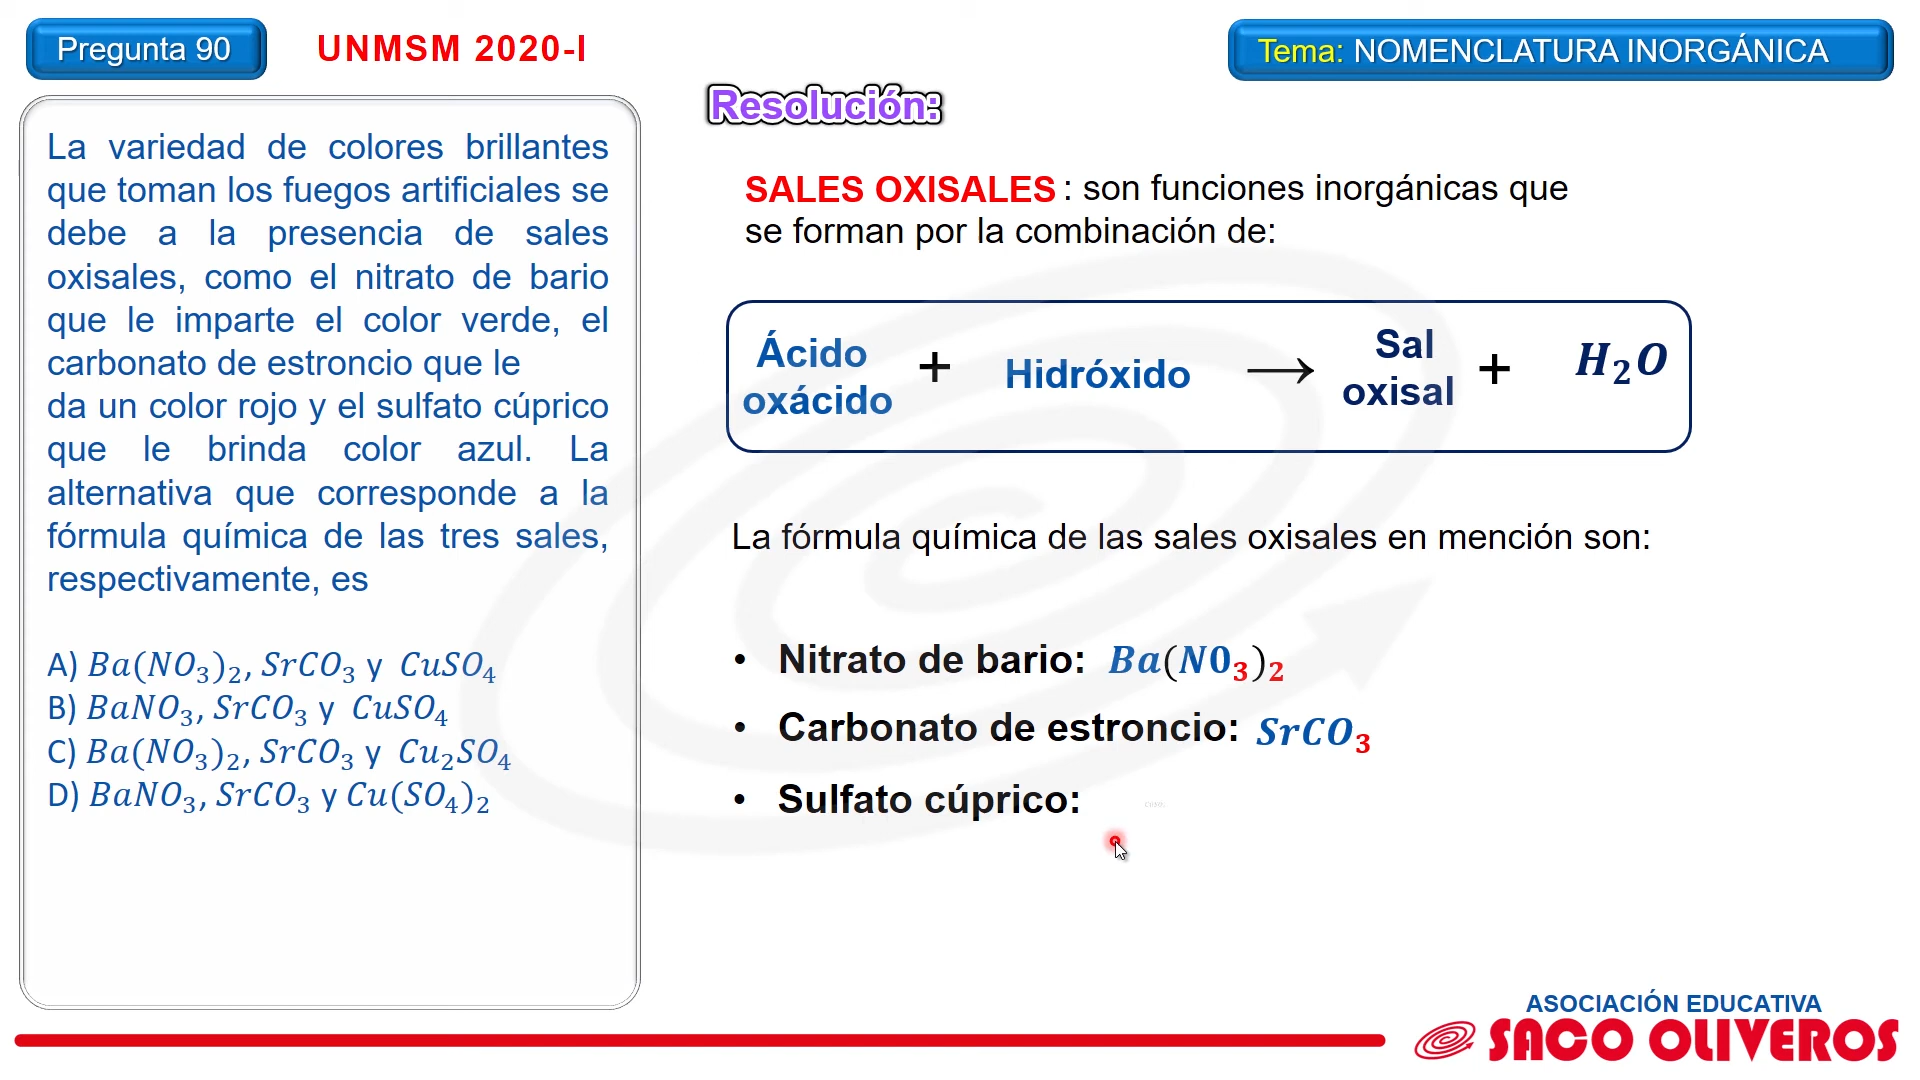 Pregunta 90
UNMSM 2020-I
Tema: NOMENCLATURA INORGÁNICA
La variedad de colores brillantes
que toman los fuegos artificiales se
debe a la presencia de sales
oxisales, como el nitrato de bario
que le imparte el color verde, el
carbonato de estroncio que le
da un color rojo y el sulfato cúprico
que le brinda color azul. La
alternativa que corresponde a la
fórmula química de las tres sales,
respectivamente, es
A) Ba(NO₃)₂, SrCO₃ y CuSO₄
B) BaNO₃, SrCO₃ y CuSO₄
C) Ba(NO₃)₂, SrCO₃ y Cu₂SO₄
D) BaNO₃, SrCO₃ y Cu(SO₄)₂
Resolución:
SALES OXISALES : son funciones inorgánicas que
se forman por la combinación de:
Ácido
oxácido
+ Hidróxido ⟶
Sal
oxisal
+ H₂O
La fórmula química de las sales oxisales en mención son:
• Nitrato de bario: Ba(NO₃)₂
• Carbonato de estroncio: SrCO₃
• Sulfato cúprico:
ASOCIACIÓN EDUCATIVA
SACO OLIVEROS